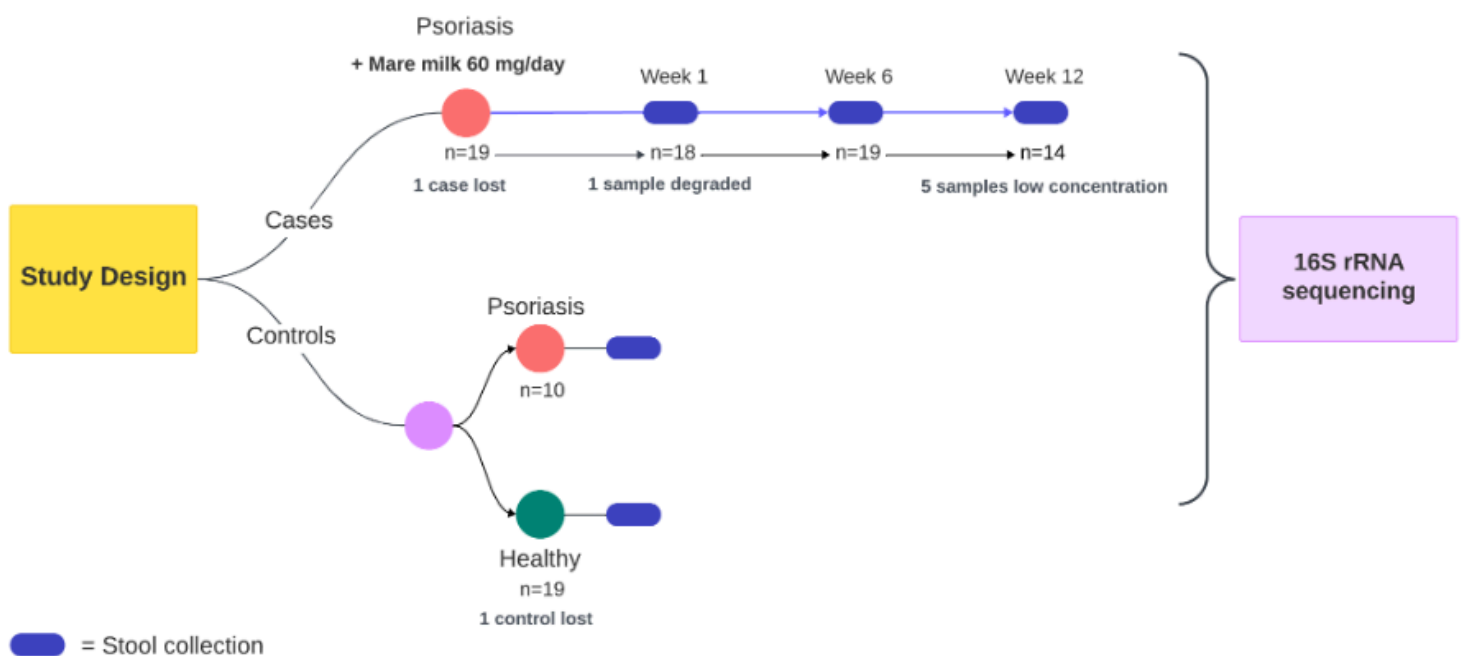 Psoriasis
+ Mare milk 60 mg/day
Week 1
Week 6
Week 12
n=19
n=18
n=19
n=14
1 case lost
1 sample degraded
5 samples low concentration
Cases
Study Design
16S rRNA
sequencing
Controls
Psoriasis
n=10
Healthy
n=19
1 control lost
= Stool collection